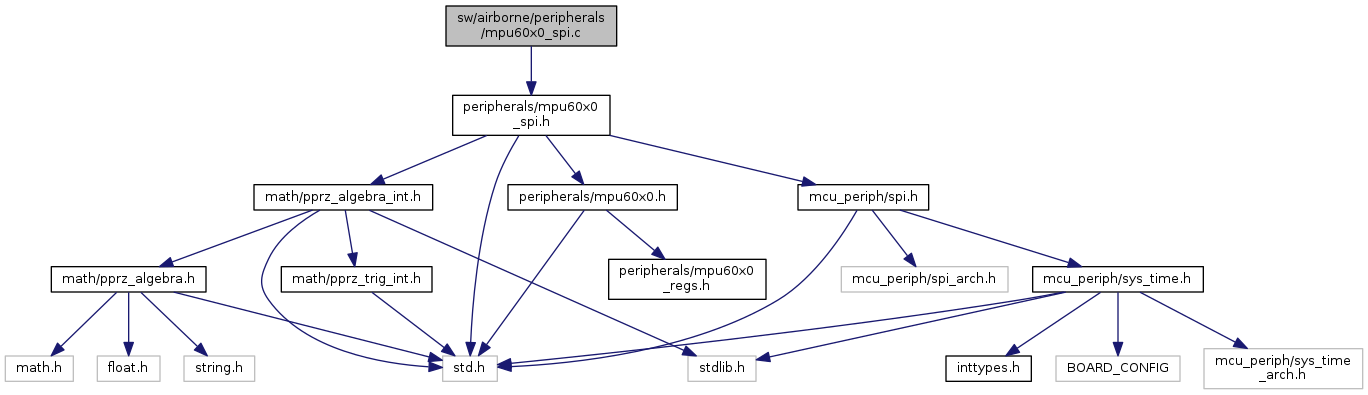 sw/airborne/peripherals
/mpu60x0_spi.c
peripherals/mpu60x0
_spi.h
math/pprz_algebra_int.h
peripherals/mpu60x0.h
mcu_periph/spi.h
math/pprz_algebra.h
math/pprz_trig_int.h
peripherals/mpu60x0
_regs.h
mcu_periph/spi_arch.h
mcu_periph/sys_time.h
math.h
float.h
string.h
std.h
stdlib.h
inttypes.h
BOARD_CONFIG
mcu_periph/sys_time
_arch.h